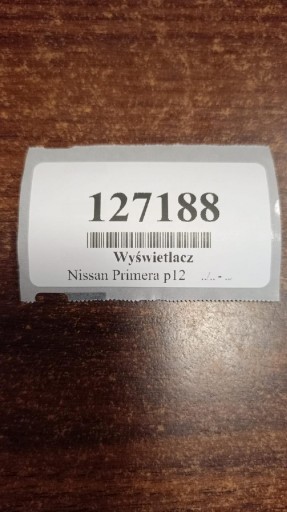 127188
Wyświetlacz
Nissan Primera p12 ../.. - ..